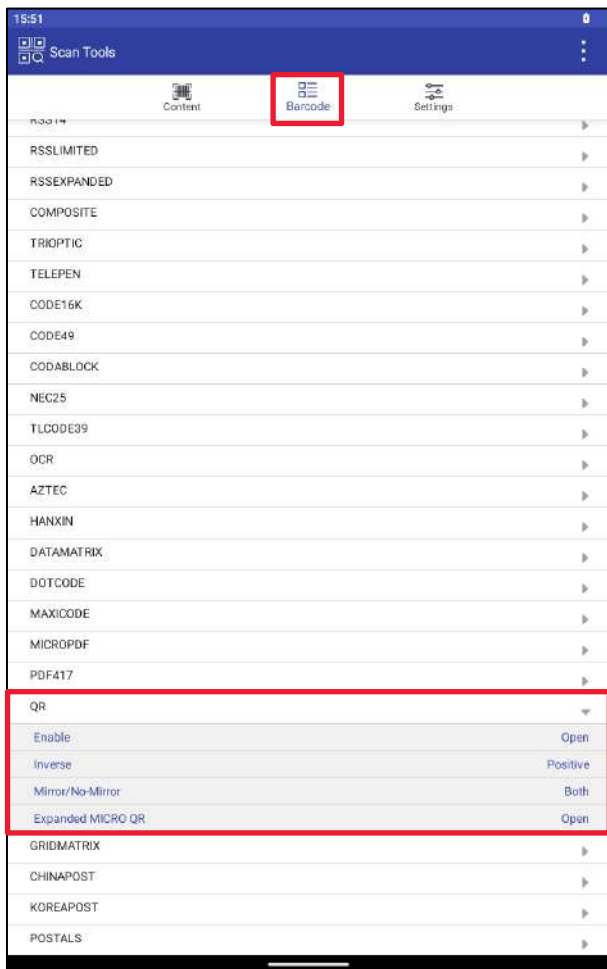 15:51
Scan Tools
Content Barcode Settings
RSS14
RSSLIMITED
RSSEXPANDED
COMPOSITE
TRIOPTIC
TELEPEN
CODE16K
CODE49
CODABLOCK
NEC25
TLCODE39
OCR
AZTEC
HANXIN
DATAMATRIX
DOTCODE
MAXICODE
MICROPDF
PDF417
QR
Enable Open
Inverse Positive
Mirror/No-Mirror Both
Expanded MICRO QR Open
GRIDMATRIX
CHINAPOST
KOREAPOST
POSTALS